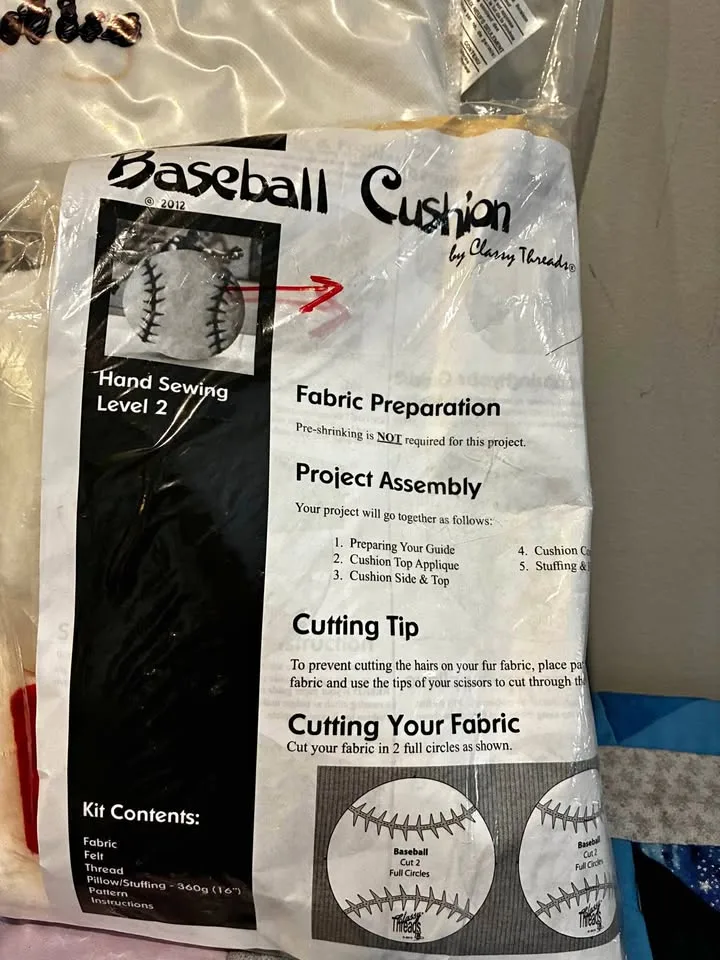 Baseball Cushion
© 2012
by Classy Threads®
Hand Sewing
Level 2
Fabric Preparation
Pre-shrinking is NOT required for this project.
Project Assembly
Your project will go together as follows:
1. Preparing Your Guide
2. Cushion Top Applique
3. Cushion Side & Top
4. Cushion
5. Stuffing &
Cutting Tip
To prevent cutting the hairs on your fur fabric, place
fabric and use the tips of your scissors to cut through
Cutting Your Fabric
Cut your fabric in 2 full circles as shown.
Kit Contents:
Fabric
Felt
Thread
Pillow/Stuffing - 360g (16")
Pattern
Instructions
Baseball
Cut 2
Full Circles
Classy
Threads
Baseball
Cut 2
Full Circles
Classy
Threads